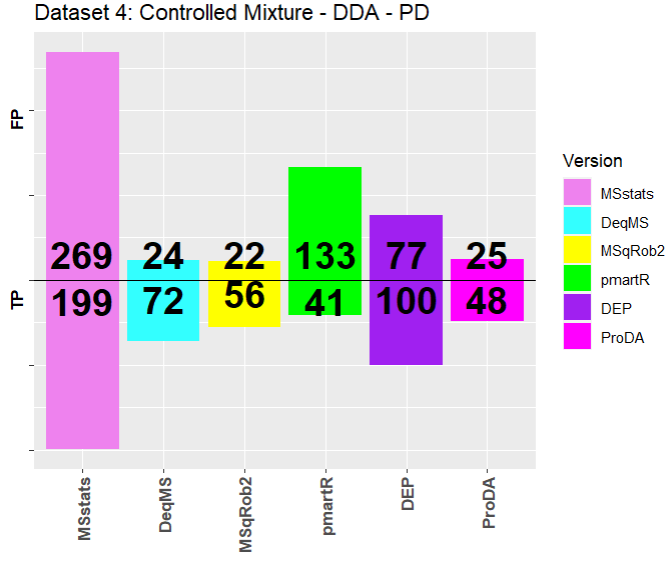 Dataset 4: Controlled Mixture - DDA - PD
FP
TP
269 24 22 133 77 25
199 72 56 41 100 48
MSstats
DeqMS
MSqRob2
pmartR
DEP
ProDA
Version
MSstats
DeqMS
MSqRob2
pmartR
DEP
ProDA